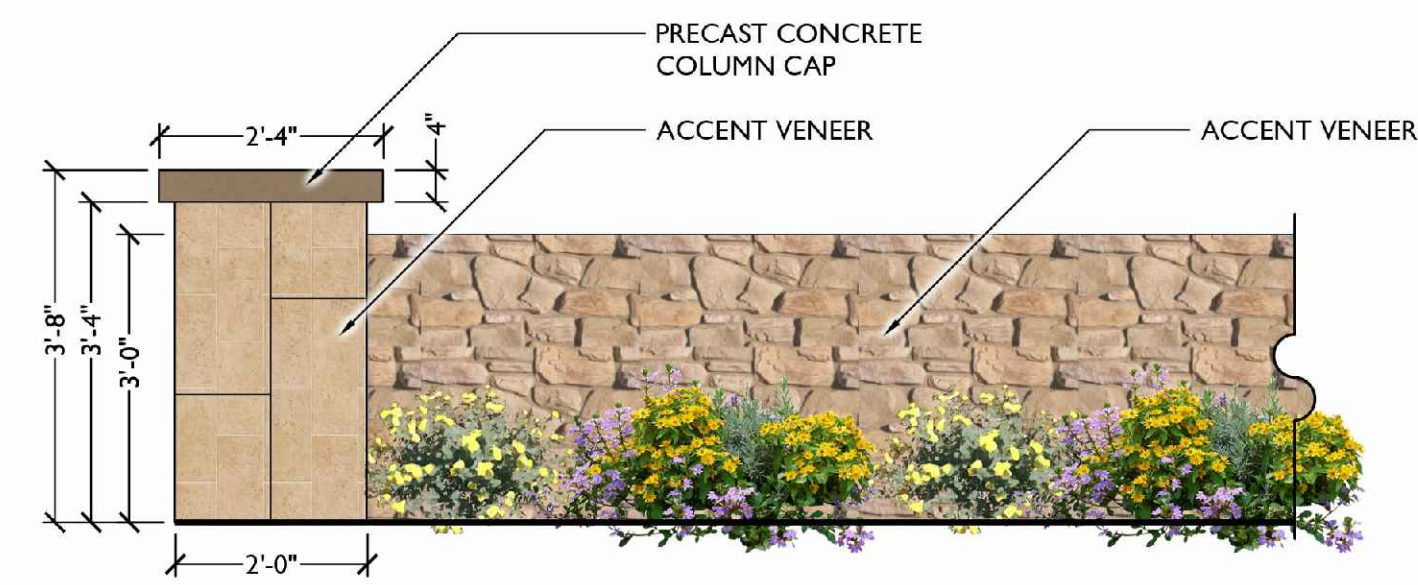 PRECAST CONCRETE
COLUMN CAP
2'-4"
4"
ACCENT VENEER
ACCENT VENEER
3'-8"
3'-4"
3'-0"
2'-0"